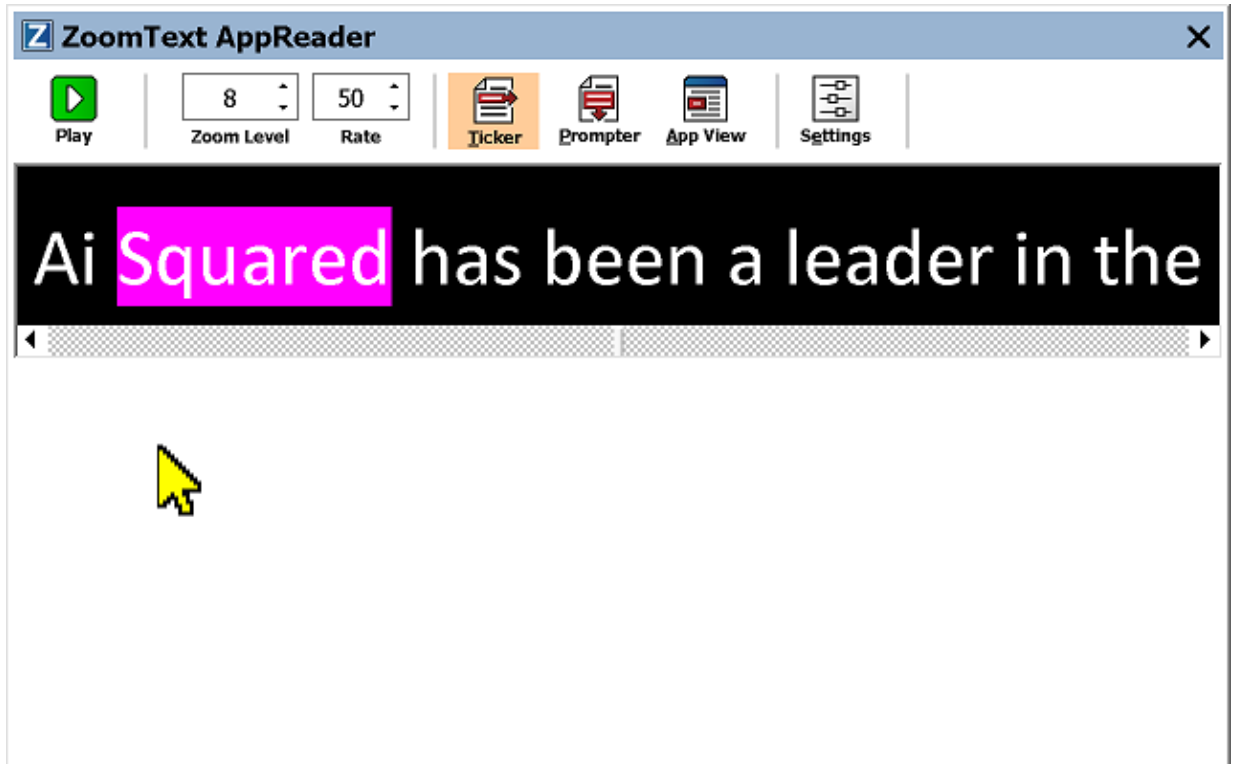 ZoomText AppReader
8 50
Play Zoom Level Rate Ticker Prompter App View Settings
Ai Squared has been a leader in the